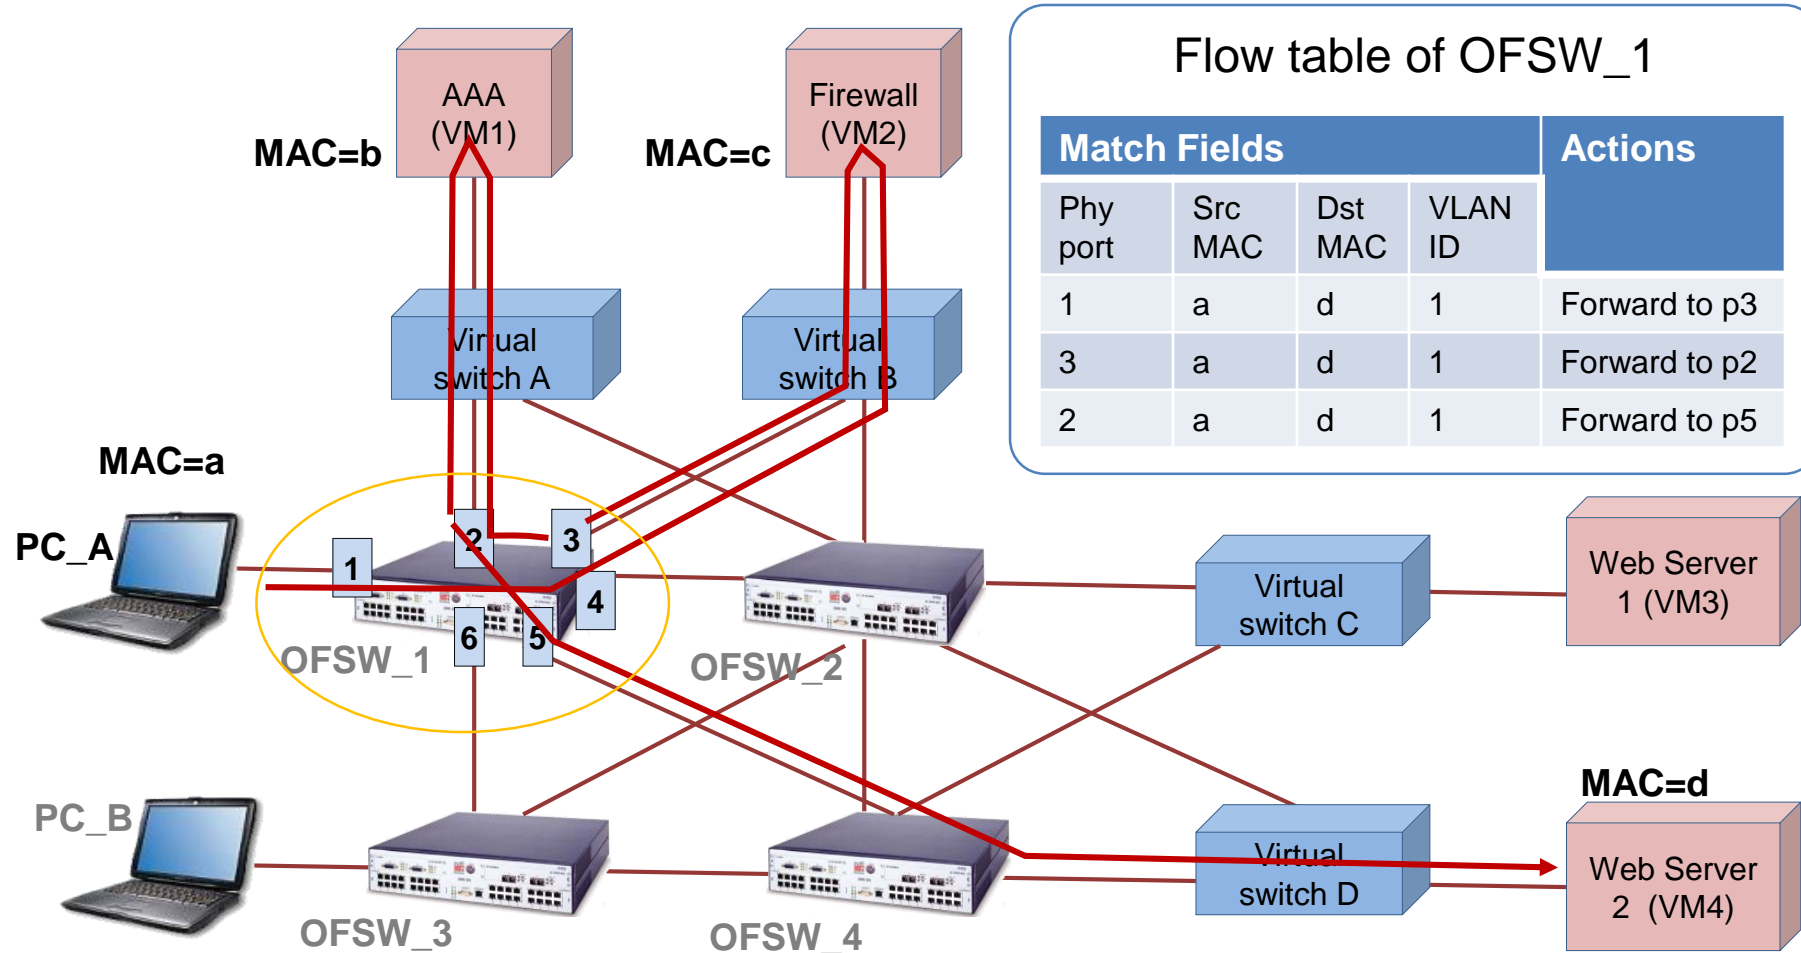 Flow table of OFSW_1
Match Fields Actions
Phy port Src MAC Dst MAC VLAN ID
1 a d 1 Forward to p3
3 a d 1 Forward to p2
2 a d 1 Forward to p5
AAA
(VM1)
MAC=b
Firewall
(VM2)
MAC=c
Virtual
switch A
Virtual
switch B
MAC=a
PC_A
1
2
3
4
5
6
OFSW_1
OFSW_2
Virtual
switch C
Web Server
1 (VM3)
MAC=d
PC_B
OFSW_3
OFSW_4
Virtual
switch D
Web Server
2 (VM4)